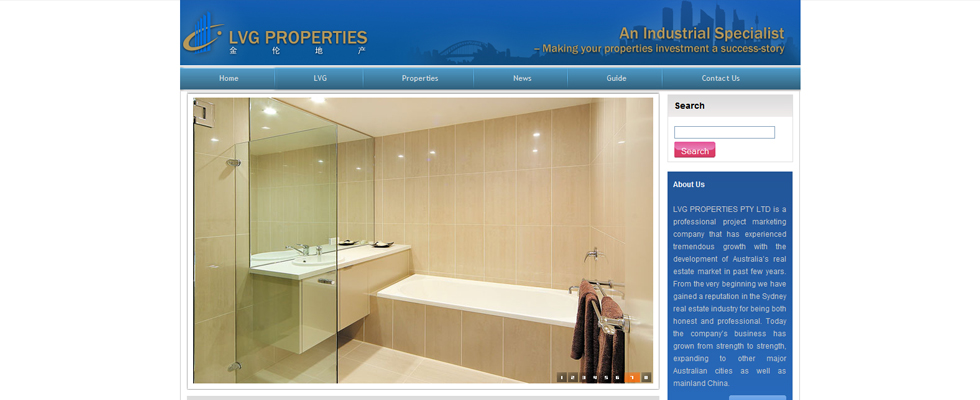 LVG PROPERTIES
金 伦 地 产
An Industrial Specialist
– Making your properties investment a success-story
Home LVG Properties News Guide Contact Us
Search
Search
About Us
LVG PROPERTIES PTY LTD is a
professional project marketing
company that has experienced
tremendous growth with the
development of Australia's real
estate market in past few years.
From the very beginning we have
gained a reputation in the Sydney
real estate industry for being both
honest and professional. Today
the company's business has
grown from strength to strength,
expanding to other major
Australian cities as well as
mainland China.
1 2 3 4 5 6 7 8